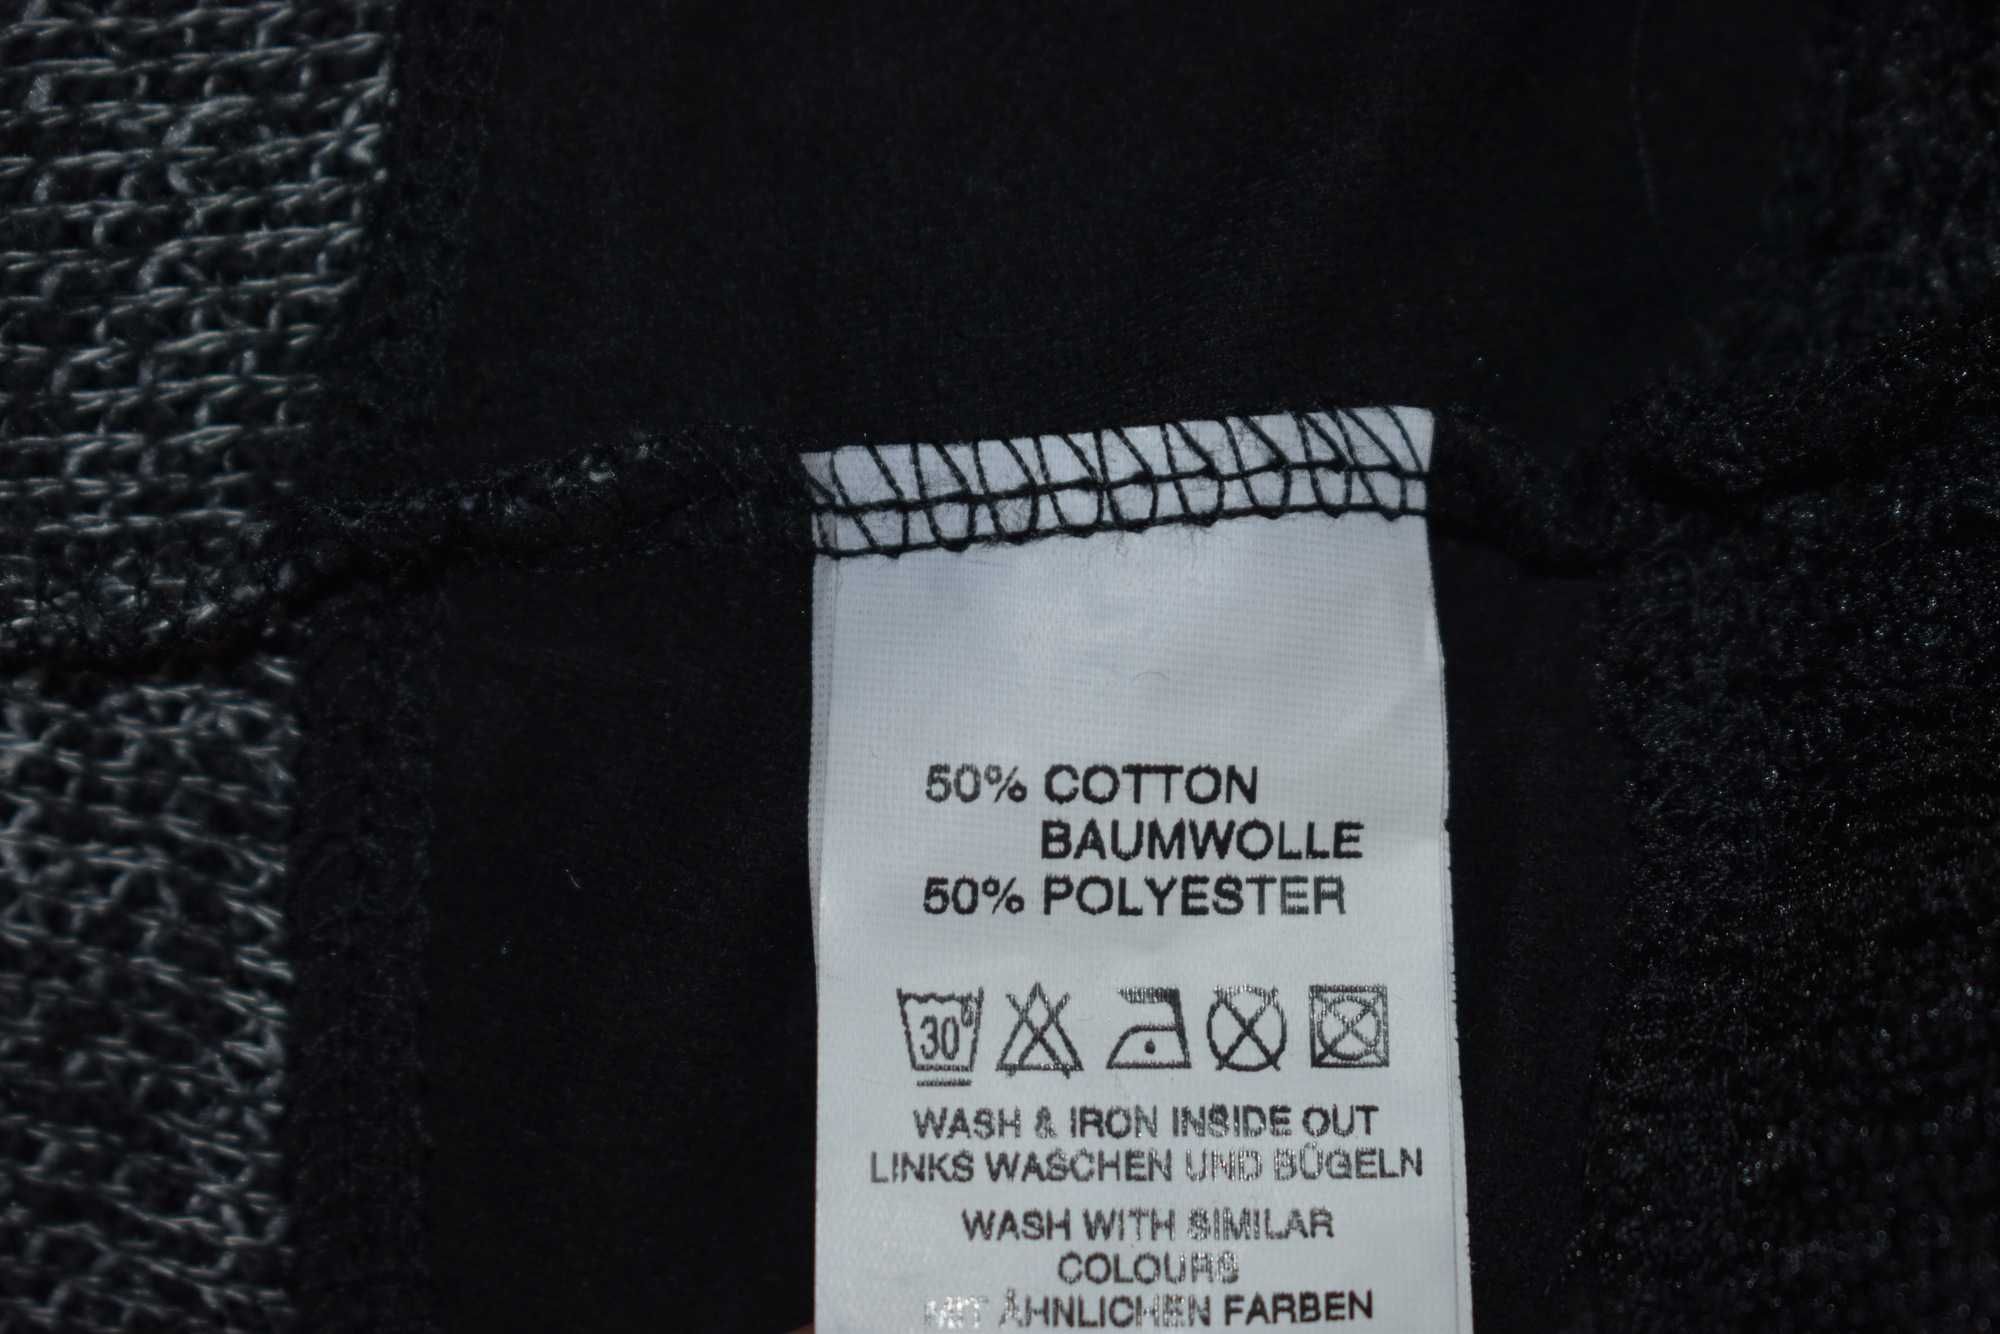 50% COTTON
BAUMWOLLE
50% POLYESTER
30°
WASH & IRON INSIDE OUT
LINKS WASCHEN UND BÜGELN
WASH WITH SIMILAR
COLOURS
MIT ÄHNLICHEN FARBEN